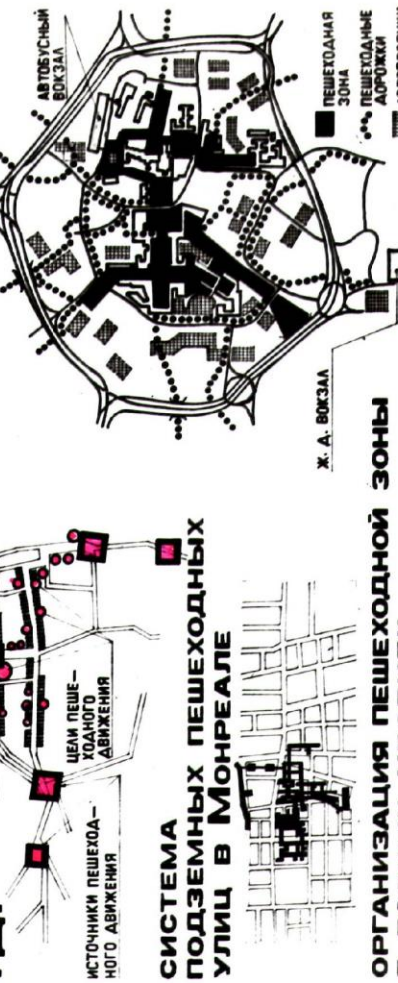 ИСТОЧНИКИ ПЕШЕХОД–
НОГО ДВИЖЕНИЯ
ЦЕЛИ ПЕШЕ–
ХОДНОГО
ДВИЖЕНИЯ
СИСТЕМА
ПОДЗЕМНЫХ ПЕШЕХОДНЫХ
УЛИЦ В МОНРЕАЛЕ
АВТОБУСНЫЙ
ВОКЗАЛ
Ж. Д. ВОКЗАЛ
ПЕШЕХОДНАЯ
ЗОНА
ПЕШЕХОДНЫЕ
ДОРОЖКИ
ОРГАНИЗАЦИЯ ПЕШЕХОДНОЙ ЗОНЫ